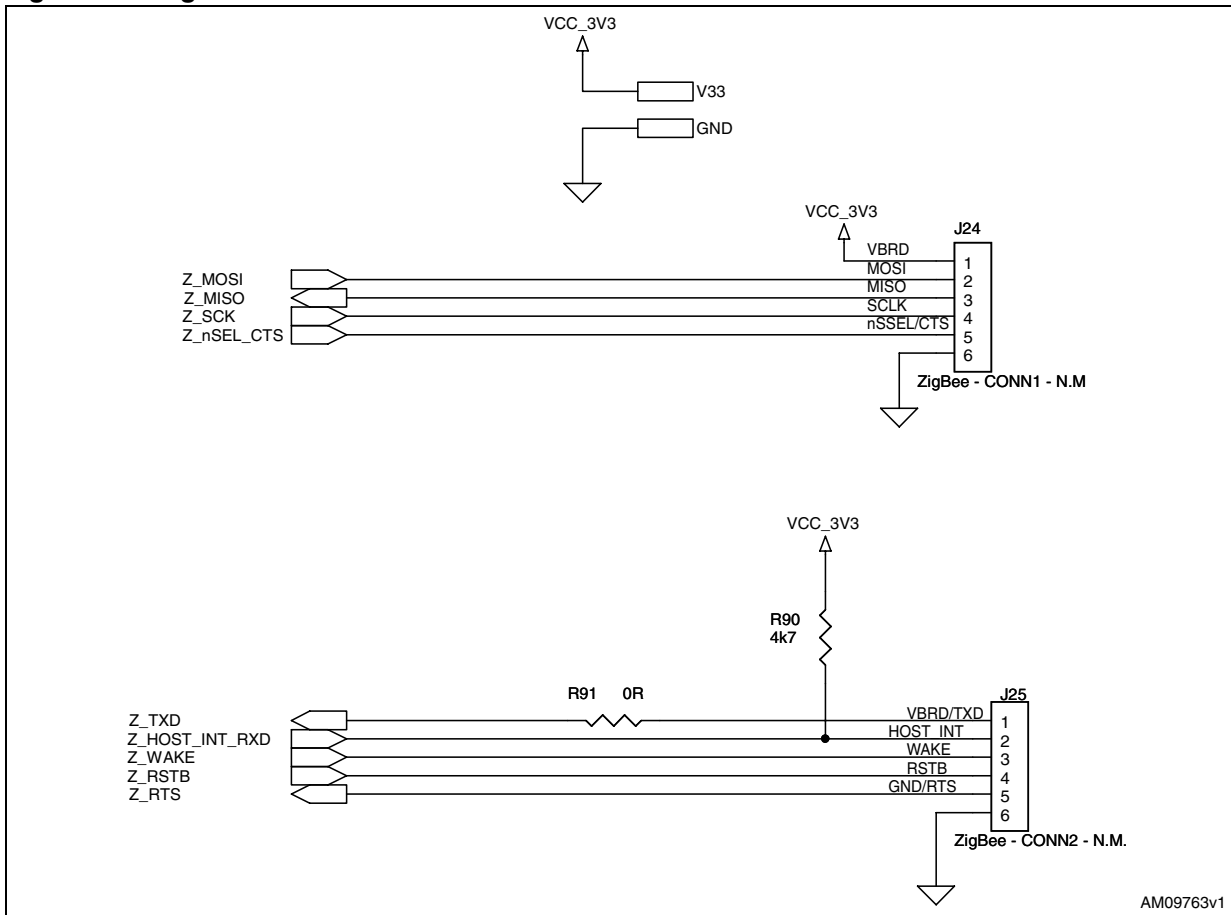 VCC_3V3
V33
GND
VCC_3V3
J24
VBRD
1
Z_MOSI
MOSI
2
Z_MISO
MISO
3
Z_SCK
SCLK
4
Z_nSEL_CTS
nSSEL/CTS
5
6
ZigBee - CONN1 - N.M
VCC_3V3
R90
4k7
R91 0R
J25
Z_TXD
VBRD/TXD
1
Z_HOST_INT_RXD
HOST_INT
2
Z_WAKE
WAKE
3
Z_RSTB
RSTB
4
Z_RTS
GND/RTS
5
6
ZigBee - CONN2 - N.M.
AM09763v1